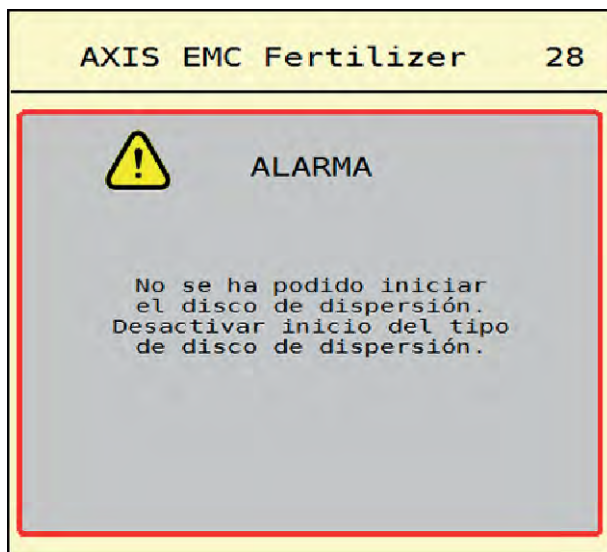 AXIS EMC Fertilizer 28
ALARMA
No se ha podido iniciar
el disco de dispersión.
Desactivar inicio del tipo
de disco de dispersión.